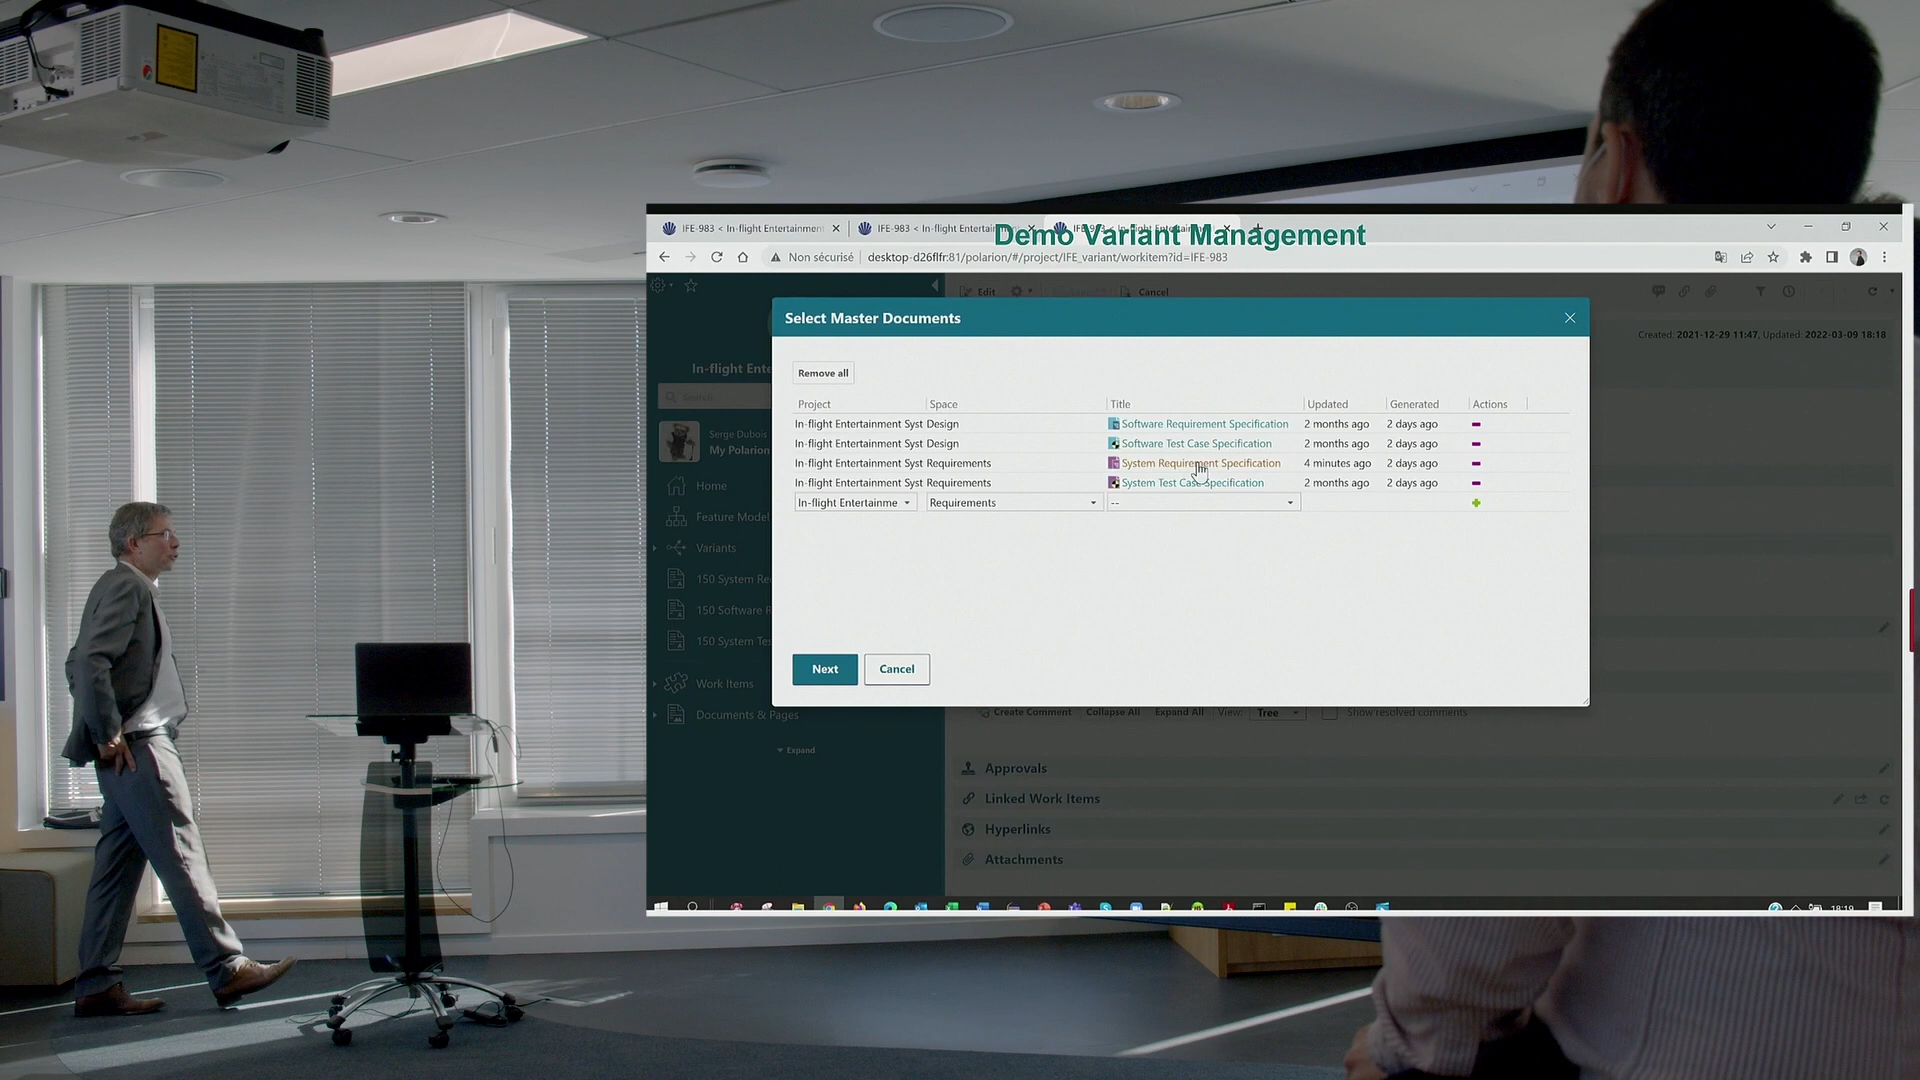 Demo Variant Management
IFE-983 < In-flight Entertainment
IFE-983 < In-flight Entertainm
Non sécurisé
desktop-d26flfr:81/polarion/#/project/IFE_variant/workitem?id=IFE-983
Edit
Cancel
Created: 2021-12-29 11:47, Updated: 2022-03-09 18:18
In-flight Ente
Search
Serge Dubois
My Polarion
Home
Feature Model
Variants
150 System Re
150 Software R
150 System Tes
Work Items
Documents & Pages
Expand
Select Master Documents
Remove all
Project Space Title Updated Generated Actions
In-flight Entertainment Syst Design Software Requirement Specification 2 months ago 2 days ago
In-flight Entertainment Syst Design Software Test Case Specification 2 months ago 2 days ago
In-flight Entertainment Syst Requirements System Requirement Specification 4 minutes ago 2 days ago
In-flight Entertainment Syst Requirements System Test Case Specification 2 months ago 2 days ago
In-flight Entertainme Requirements --
Next Cancel
Create Comment Collapse All Expand All View: Tree Show resolved comments
Approvals
Linked Work Items
Hyperlinks
Attachments
18:19